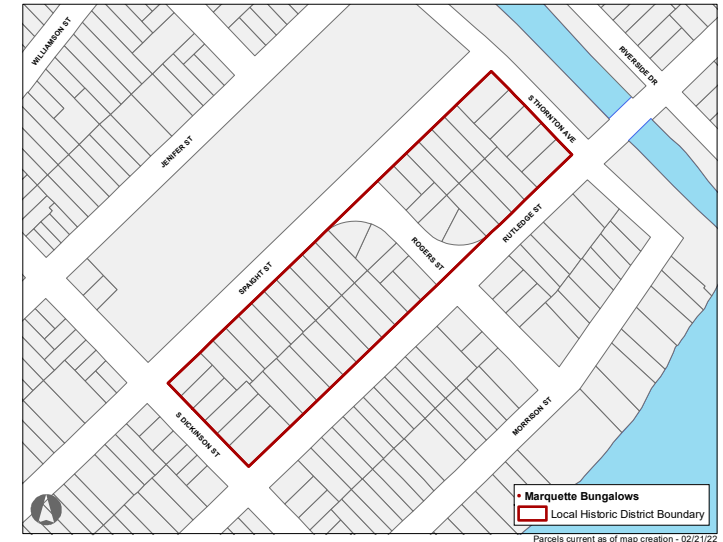 WILLIAMSON ST
RIVERSIDE DR
S THORNTON AVE
JENIFER ST
RUTLEDGE ST
ROGERS ST
SPAIGHT ST
MORRISON ST
S DICKINSON ST
Marquette Bungalows
Local Historic District Boundary
Parcels current as of map creation - 02/21/22